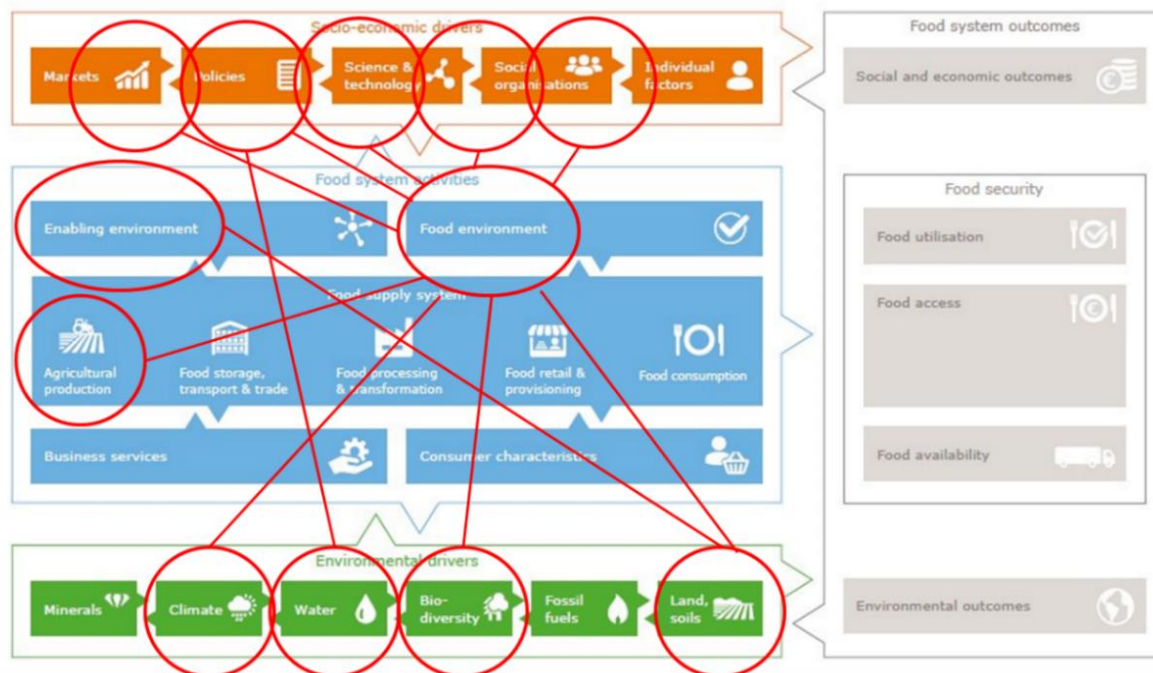 Socio-economic drivers
Food system outcomes
Markets
Policies
Science &
technology
Social
organisations
Individual
factors
Social and economic outcomes
Food system activities
Food security
Enabling environment
Food environment
Food utilisation
Food supply system
Food access
Agricultural
production
Food storage,
transport & trade
Food processing
& transformation
Food retail &
provisioning
Food consumption
Business services
Consumer characteristics
Food availability
Environmental drivers
Minerals
Climate
Water
Bio-
diversity
Fossil
fuels
Land,
soils
Environmental outcomes